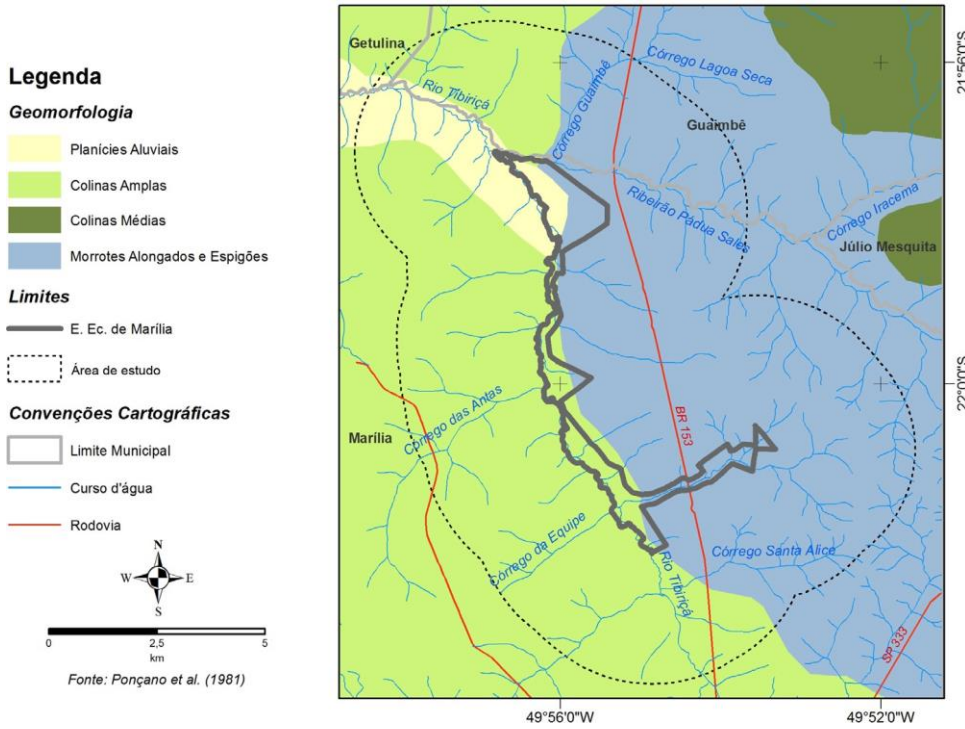 Legenda
Geomorfologia
Planícies Aluviais
Colinas Amplas
Colinas Médias
Morrotes Alongados e Espigões
Limites
E. Ec. de Marília
Área de estudo
Convenções Cartográficas
Limite Municipal
Curso d'água
Rodovia
N
W
E
S
0
2,5
5
km
Fonte: Ponçano et al. (1981)
Getulina
Rio Tibiriçá
Córrego Guaimbé
Córrego Lagoa Seca
Guaimbê
Ribeirão Pádua Sales
Córrego Iracema
Júlio Mesquita
Marília
Córrego das Antas
BR 153
Córrego da Equipe
Rio Tibiriçá
Córrego Santa Alice
SP 333
21°56'0"S
22°0'0"S
49°56'0"W
49°52'0"W